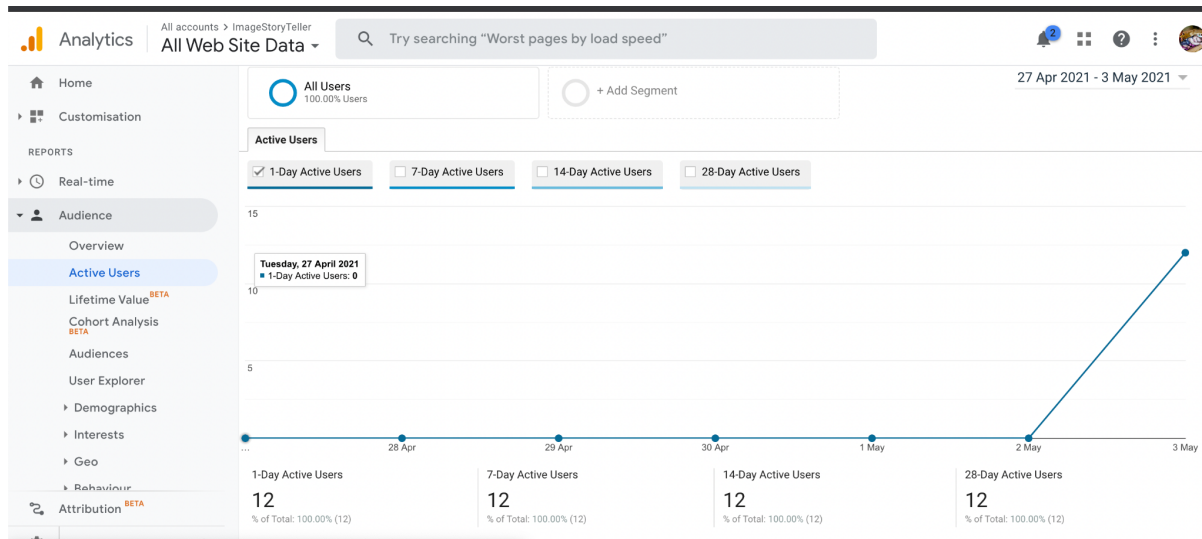 All accounts > ImageStoryTeller
Analytics
All Web Site Data
Try searching “Worst pages by load speed”
2
Home
Customisation
REPORTS
Real-time
Audience
Overview
Active Users
Lifetime Value BETA
Cohort Analysis
BETA
Audiences
User Explorer
Demographics
Interests
Geo
Behaviour
Attribution BETA
All Users
100.00% Users
+ Add Segment
27 Apr 2021 - 3 May 2021
Active Users
1-Day Active Users
7-Day Active Users
14-Day Active Users
28-Day Active Users
15
Tuesday, 27 April 2021
1-Day Active Users: 0
10
5
... 28 Apr 29 Apr 30 Apr 1 May 2 May 3 May
1-Day Active Users
12
% of Total: 100.00% (12)
7-Day Active Users
12
% of Total: 100.00% (12)
14-Day Active Users
12
% of Total: 100.00% (12)
28-Day Active Users
12
% of Total: 100.00% (12)